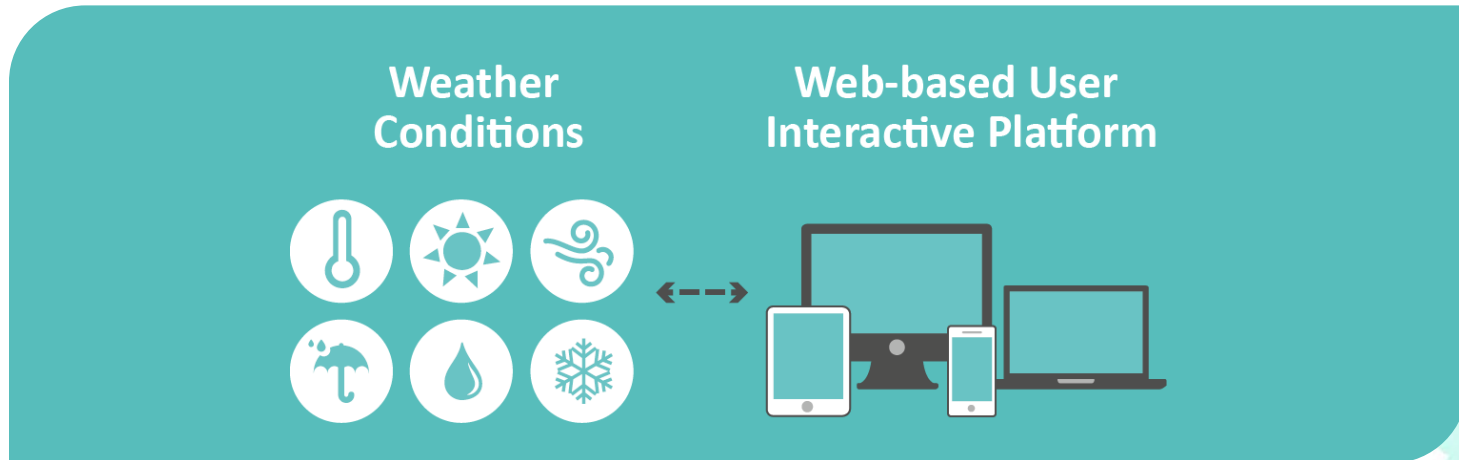 Weather
Conditions
Web-based User
Interactive Platform